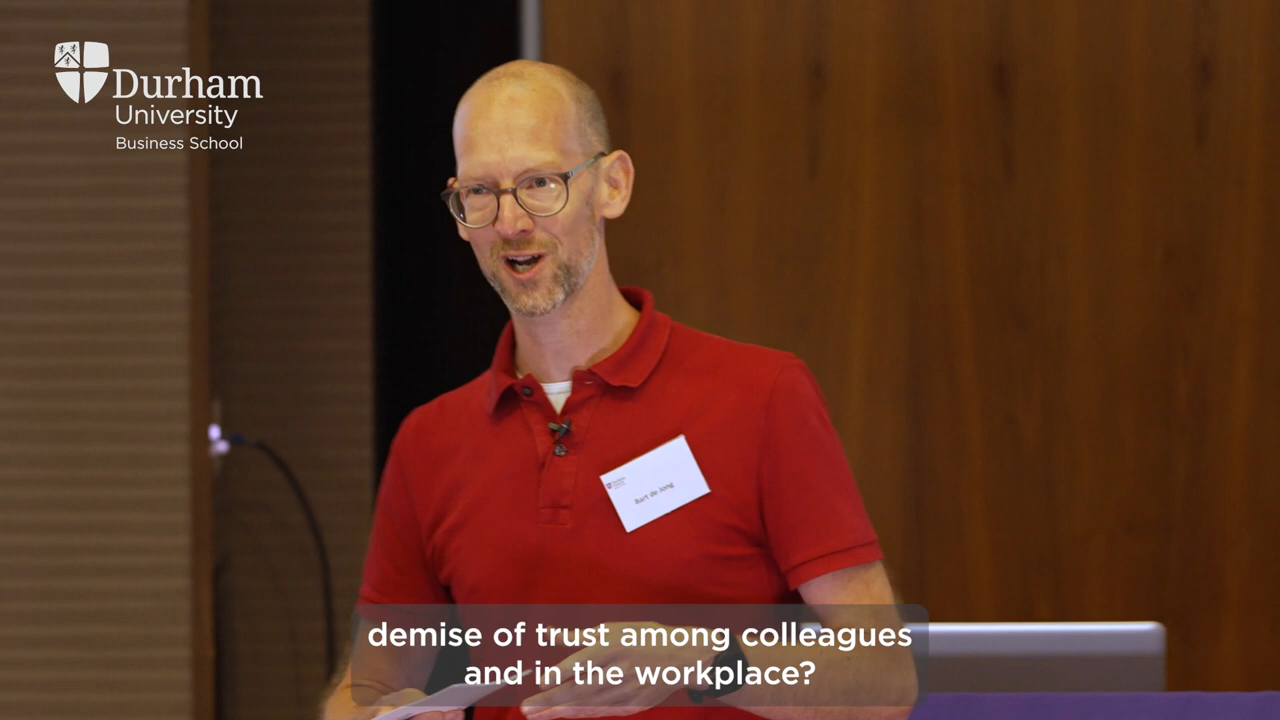 Durham
University
Business School
Bart de Jong
demise of trust among colleagues
and in the workplace?